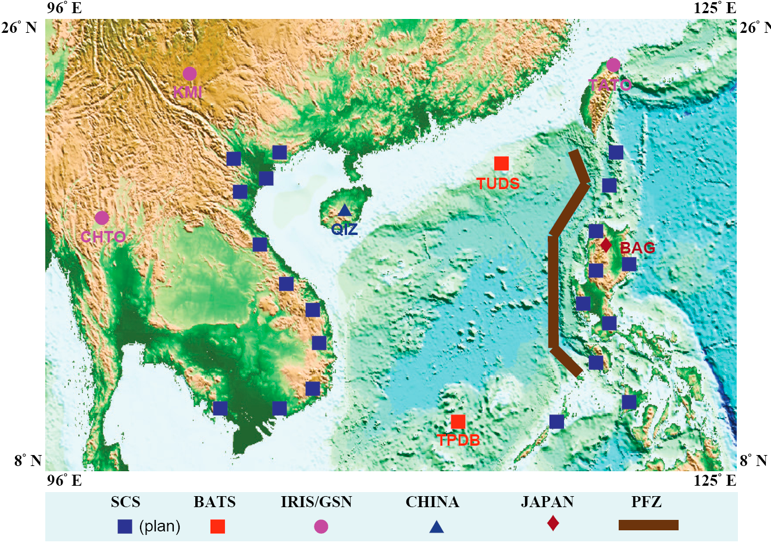 96° E 125° E
26° N 26° N
KMI
TATO
TUDS
CHTO
QIZ
BAG
TPDB
8° N 8° N
96° E 125° E
SCS BATS IRIS/GSN CHINA JAPAN PFZ
(plan)